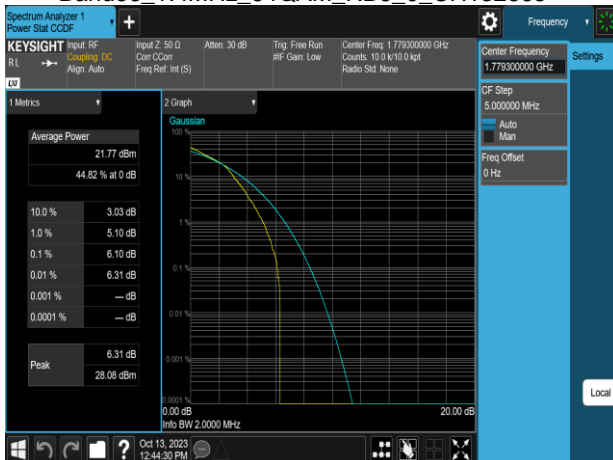 Spectrum Analyzer 1
Power Stat CCDF
+
Frequency
KEYSIGHT
RL
LXI
Input: RF
Coupling: DC
Align: Auto
Input Z: 50 Ω
Corr CCorr
Freq Ref: Int (S)
Atten: 30 dB
Trig: Free Run
#IF Gain: Low
Center Freq: 1.779300000 GHz
Counts: 10.0 k/10.0 kpt
Radio Std: None
Center Frequency
1.779300000 GHz
Settings
CF Step
5.000000 MHz
Auto
Man
Freq Offset
0 Hz
1 Metrics
Average Power
21.77 dBm
44.82 % at 0 dB
10.0 % 3.03 dB
1.0 % 5.10 dB
0.1 % 6.10 dB
0.01 % 6.31 dB
0.001 % --- dB
0.0001 % --- dB
Peak
6.31 dB
28.08 dBm
2 Graph
Gaussian
100 %
10 %
1 %
0.1 %
0.01 %
0.001 %
0.0001 %
0.00 dB
20.00 dB
Info BW 2.0000 MHz
Local
?
Oct 13, 2023
12:44:30 PM